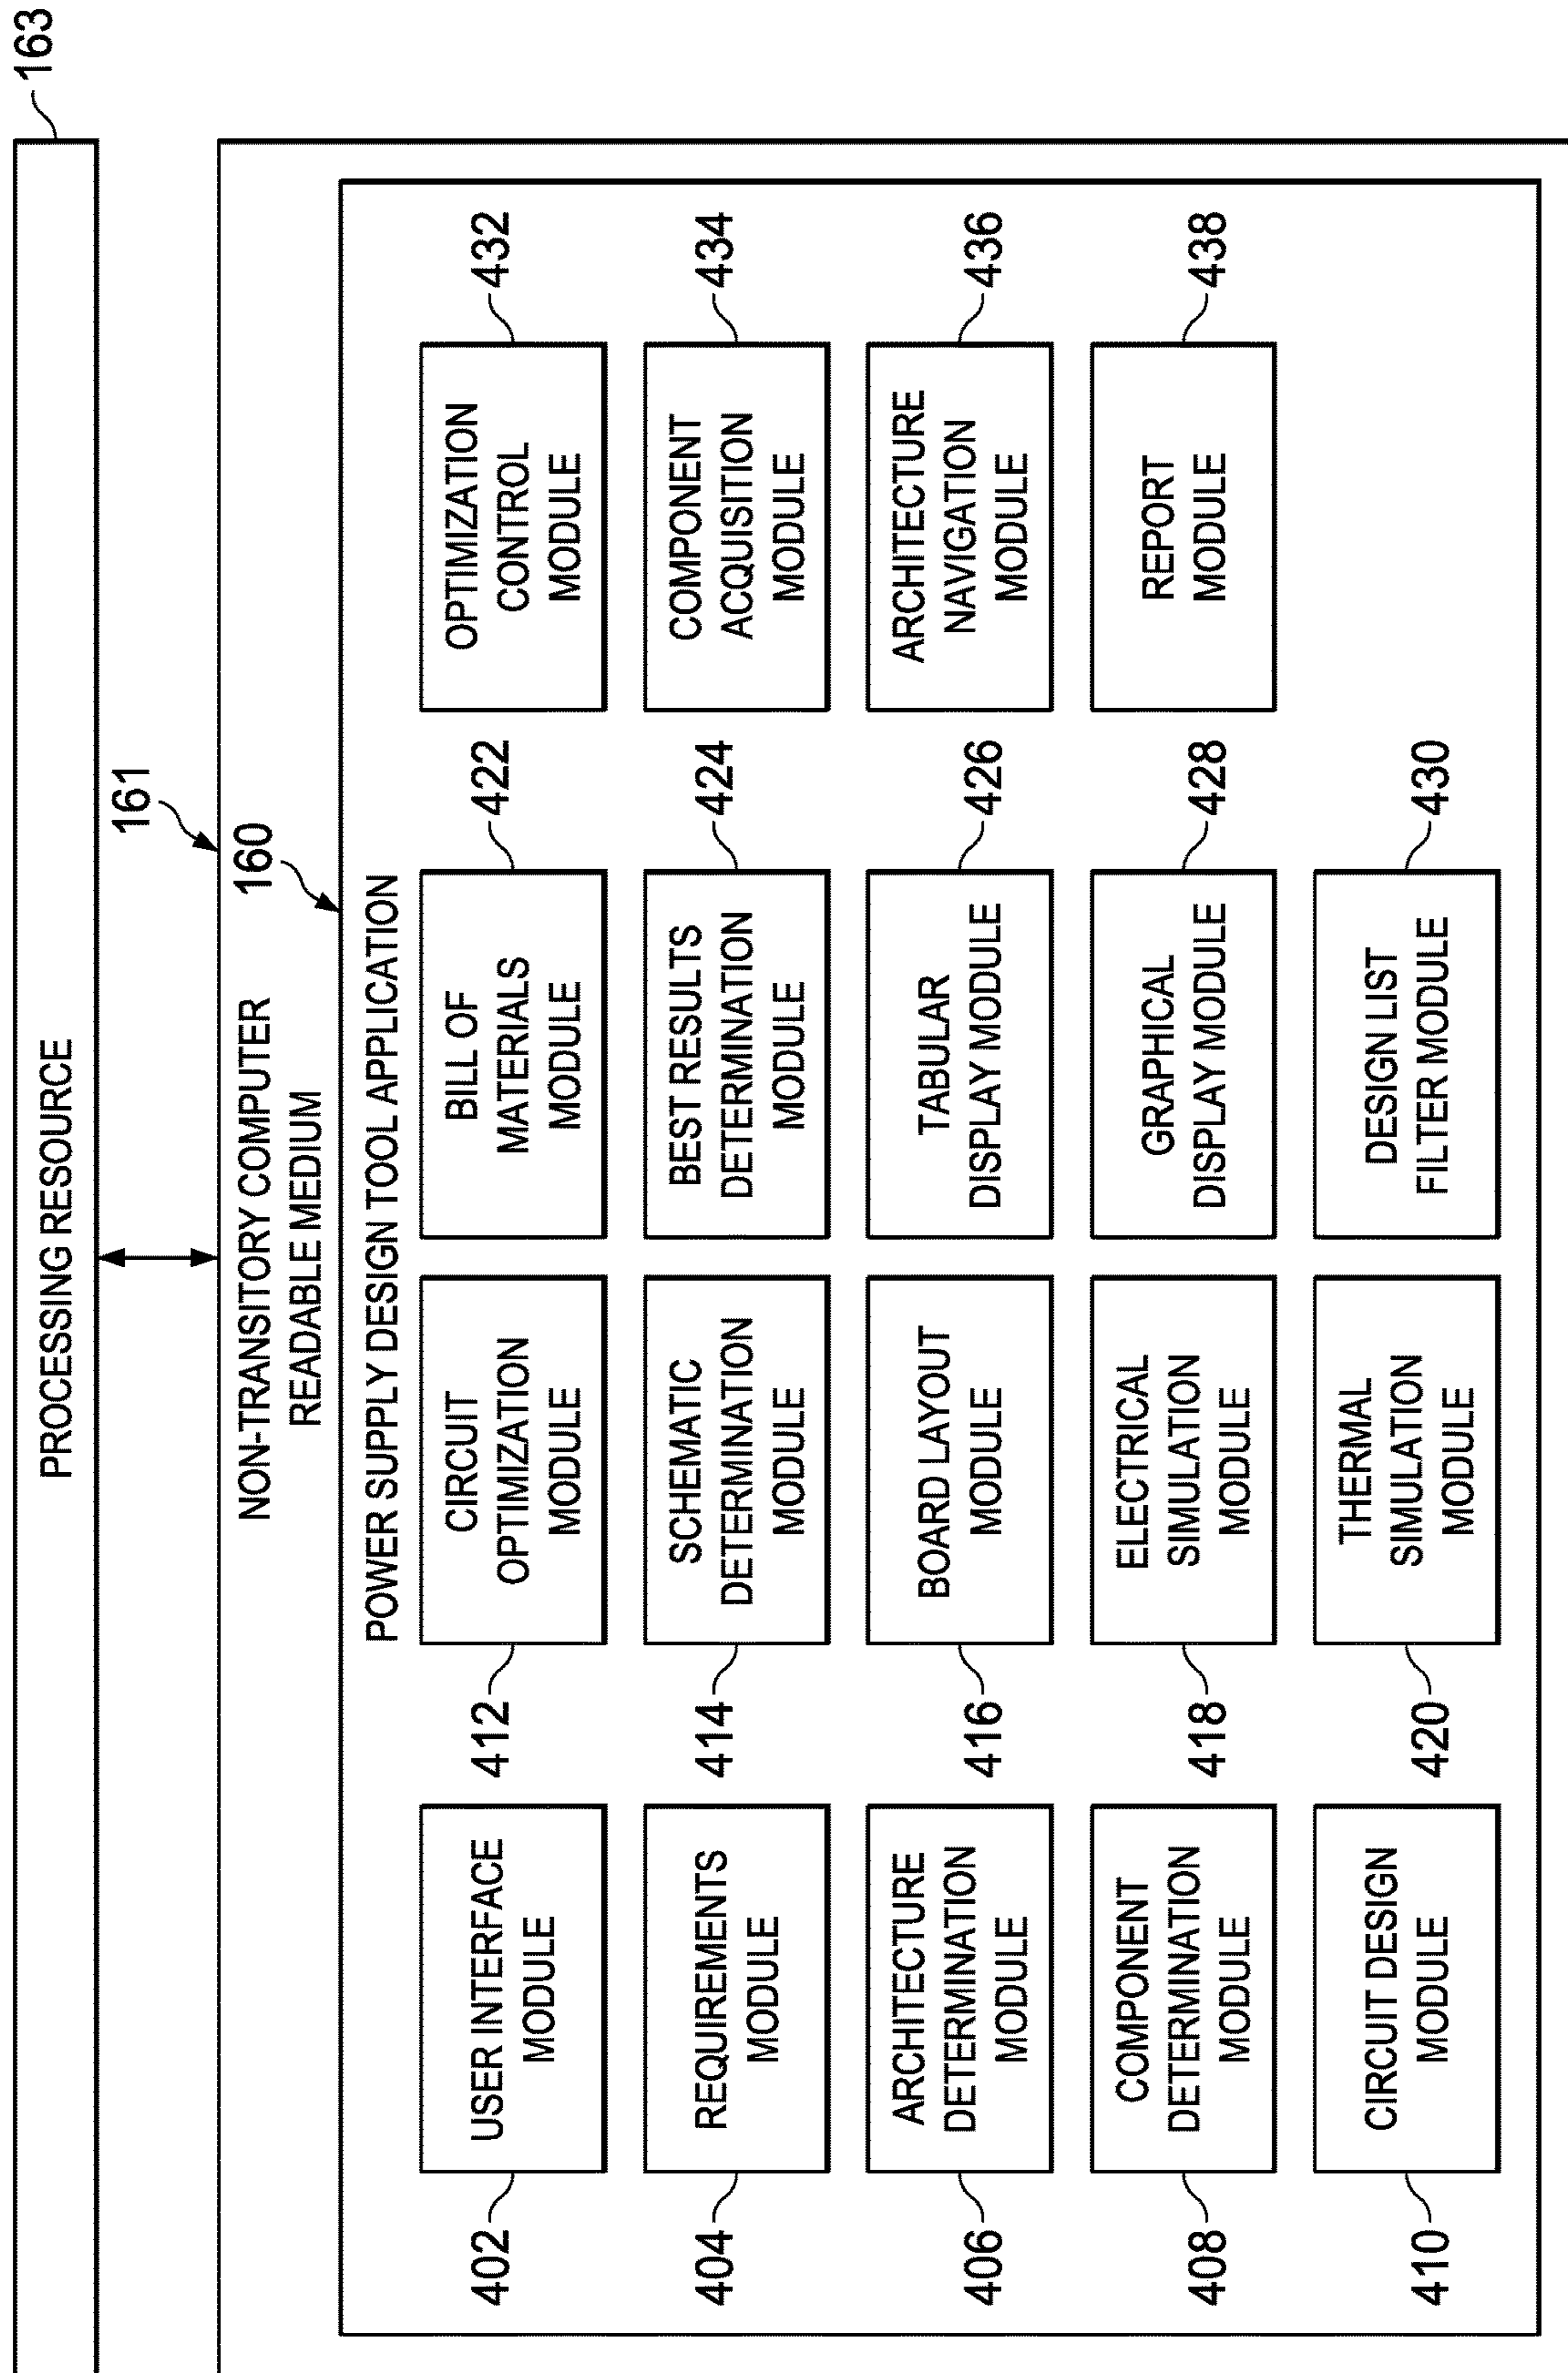 PROCESSING RESOURCE
163
161
NON-TRANSITORY COMPUTER
READABLE MEDIUM
160
POWER SUPPLY DESIGN TOOL APPLICATION
402
USER INTERFACE
MODULE
404
REQUIREMENTS
MODULE
406
ARCHITECTURE
DETERMINATION
MODULE
408
COMPONENT
DETERMINATION
MODULE
410
CIRCUIT DESIGN
MODULE
412
CIRCUIT
OPTIMIZATION
MODULE
414
SCHEMATIC
DETERMINATION
MODULE
416
BOARD LAYOUT
MODULE
418
ELECTRICAL
SIMULATION
MODULE
420
THERMAL
SIMULATION
MODULE
BILL OF
MATERIALS
MODULE
422
BEST RESULTS
DETERMINATION
MODULE
424
TABULAR
DISPLAY MODULE
426
GRAPHICAL
DISPLAY MODULE
428
DESIGN LIST
FILTER MODULE
430
OPTIMIZATION
CONTROL
MODULE
432
COMPONENT
ACQUISITION
MODULE
434
ARCHITECTURE
NAVIGATION
MODULE
436
REPORT
MODULE
438